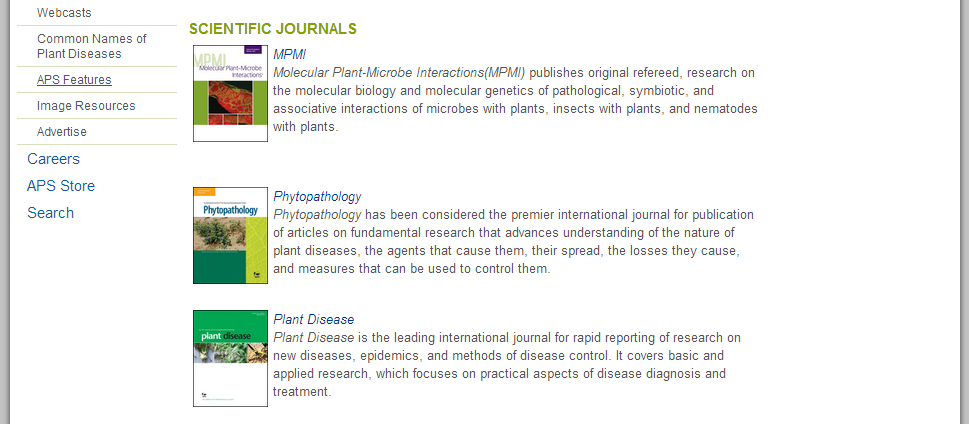 Webcasts
Common Names of
Plant Diseases
APS Features
Image Resources
Advertise
Careers
APS Store
Search
SCIENTIFIC JOURNALS
MPMI
Molecular Plant-Microbe
Interactions
MPMI
Molecular Plant-Microbe Interactions(MPMI) publishes original refereed, research on
the molecular biology and molecular genetics of pathological, symbiotic, and
associative interactions of microbes with plants, insects with plants, and nematodes
with plants.
Phytopathology
Phytopathology
Phytopathology has been considered the premier international journal for publication
of articles on fundamental research that advances understanding of the nature of
plant diseases, the agents that cause them, their spread, the losses they cause,
and measures that can be used to control them.
plant disease
Plant Disease
Plant Disease is the leading international journal for rapid reporting of research on
new diseases, epidemics, and methods of disease control. It covers basic and
applied research, which focuses on practical aspects of disease diagnosis and
treatment.